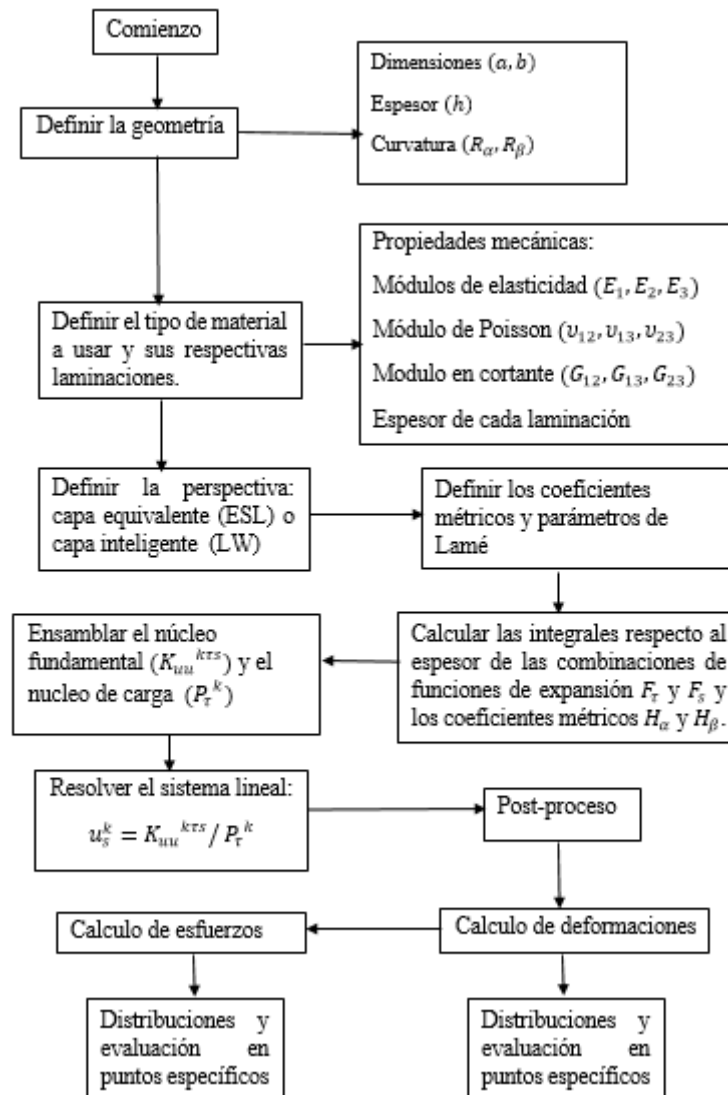 Comienzo
Definir la geometría
Dimensiones (a, b)
Espesor (h)
Curvatura (R_α, R_β)
Definir el tipo de material
a usar y sus respectivas
laminaciones.
Propiedades mecánicas:
Módulos de elasticidad (E_1, E_2, E_3)
Módulo de Poisson (υ_12, υ_13, υ_23)
Modulo en cortante (G_12, G_13, G_23)
Espesor de cada laminación
Definir la perspectiva:
capa equivalente (ESL) o
capa inteligente (LW)
Definir los coeficientes
métricos y parámetros de
Lamé
Calcular las integrales respecto al
espesor de las combinaciones de
funciones de expansión F_τ y F_s y
los coeficientes métricos H_α y H_β.
Ensamblar el núcleo
fundamental (K_uu^kτs) y el
nucleo de carga (P_τ^k)
Resolver el sistema lineal:
u_s^k = K_uu^kτs / P_τ^k
Post-proceso
Calculo de deformaciones
Calculo de esfuerzos
Distribuciones y
evaluación en
puntos específicos
Distribuciones y
evaluación en
puntos específicos